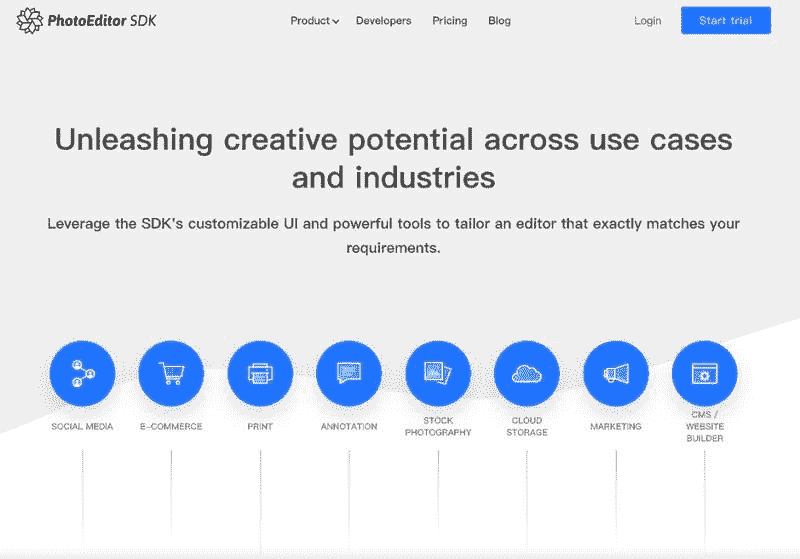 PhotoEditor SDK
Product
Developers
Pricing
Blog
Login
Start trial
Unleashing creative potential across use cases
and industries
Leverage the SDK's customizable UI and powerful tools to tailor an editor that exactly matches your
requirements.
SOCIAL MEDIA
E-COMMERCE
PRINT
ANNOTATION
STOCK
PHOTOGRAPHY
CLOUD
STORAGE
MARKETING
CMS /
WEBSITE
BUILDER